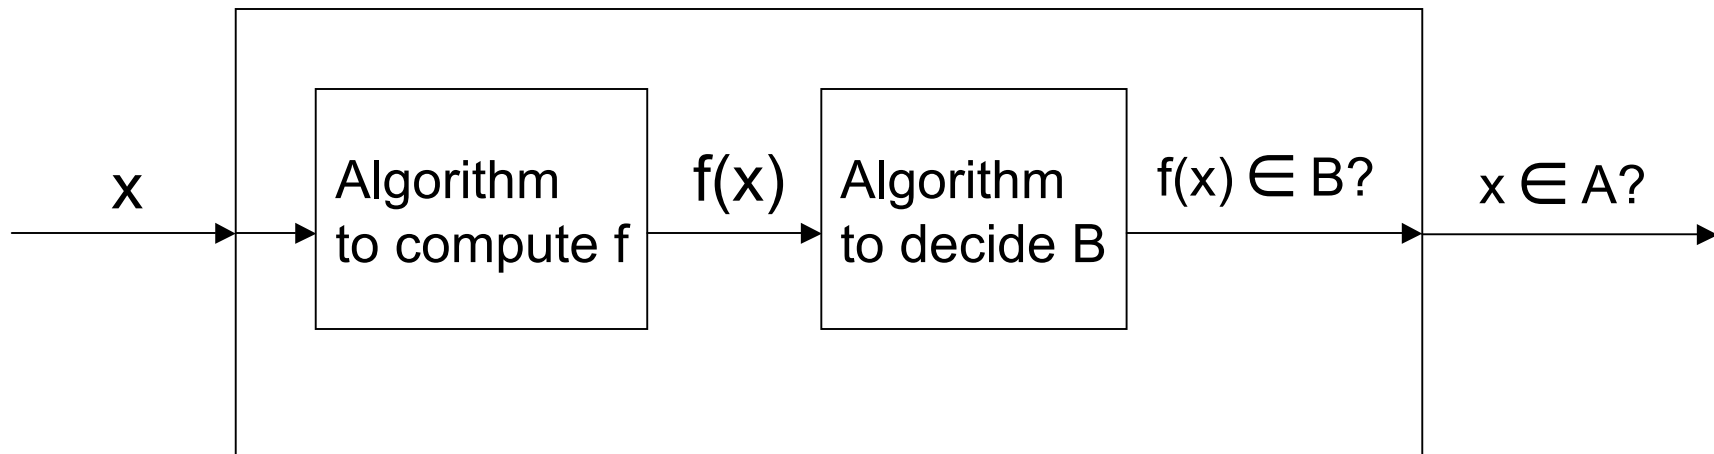 x
Algorithm
to compute f
f(x)
Algorithm
to decide B
f(x) ∈ B?
x ∈ A?